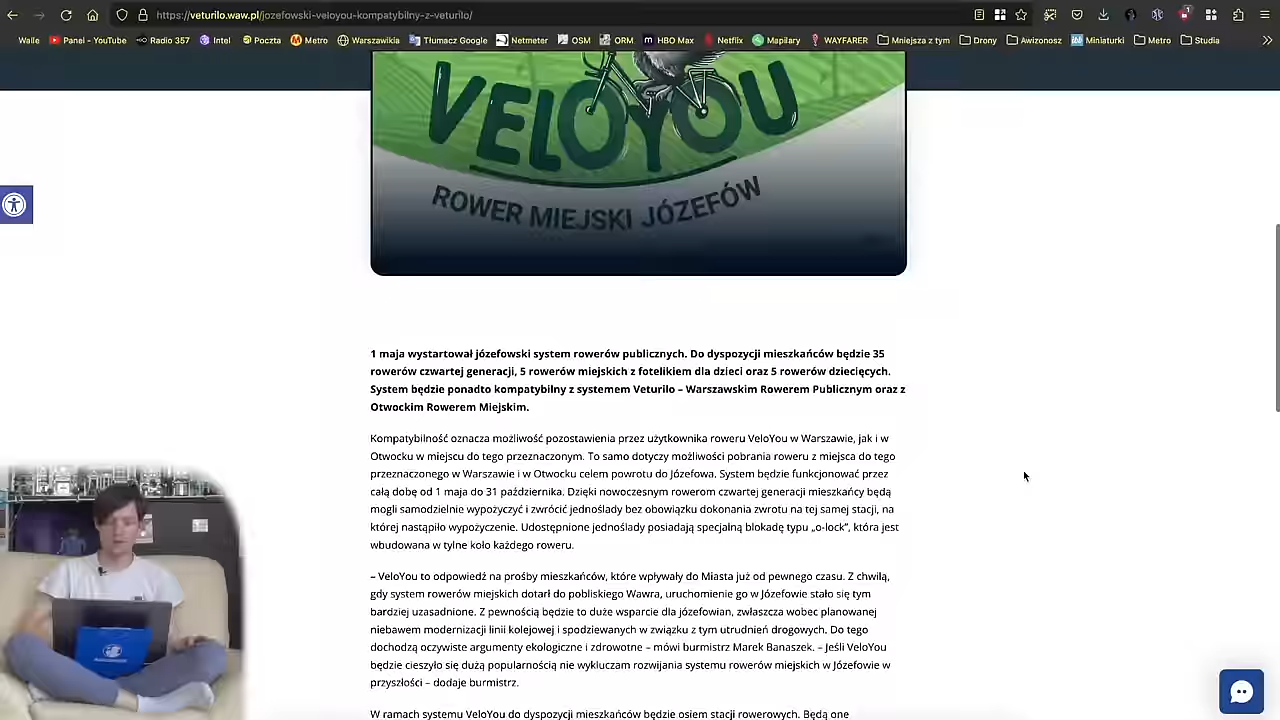 https://veturilo.waw.pl/jozefowski-veloyou-kompatybilny-z-veturilo/
Walle Panel - YouTube Radio 357 Intel Poczta Metro Warszawikia Tłumacz Google Netmeter OSM ORM HBO Max Netflix Mapilary WAYFARER Mniejsza z tym Drony Awizonosz Miniaturki Metro Studia
VELOYOU
ROWER MIEJSKI JÓZEFÓW
1 maja wystartował józefowski system rowerów publicznych. Do dyspozycji mieszkańców będzie 35
rowerów czwartej generacji, 5 rowerów miejskich z fotelikiem dla dzieci oraz 5 rowerów dziecięcych.
System będzie ponadto kompatybilny z systemem Veturilo – Warszawskim Rowerem Publicznym oraz z
Otwockim Rowerem Miejskim.
Kompatybilność oznacza możliwość pozostawienia przez użytkownika roweru VeloYou w Warszawie, jak i w
Otwocku w miejscu do tego przeznaczonym. To samo dotyczy możliwości pobrania roweru z miejsca do tego
przeznaczonego w Warszawie i w Otwocku celem powrotu do Józefowa. System będzie funkcjonować przez
całą dobę od 1 maja do 31 października. Dzięki nowoczesnym rowerom czwartej generacji mieszkańcy będą
mogli samodzielnie wypożyczyć i zwrócić jednoślady bez obowiązku dokonania zwrotu na tej samej stacji, na
której nastąpiło wypożyczenie. Udostępnione jednoślady posiadają specjalną blokadę typu „o-lock”, która jest
wbudowana w tylne koło każdego roweru.
– VeloYou to odpowiedź na prośby mieszkańców, które wpływały do Miasta już od pewnego czasu. Z chwilą,
gdy system rowerów miejskich dotarł do pobliskiego Wawra, uruchomienie go w Józefowie stało się tym
bardziej uzasadnione. Z pewnością będzie to duże wsparcie dla józefowian, zwłaszcza wobec planowanej
niebawem modernizacji linii kolejowej i spodziewanych w związku z tym utrudnień drogowych. Do tego
dochodzą oczywiste argumenty ekologiczne i zdrowotne – mówi burmistrz Marek Banaszek. – Jeśli VeloYou
będzie cieszyło się dużą popularnością nie wykluczam rozwijania systemu rowerów miejskich w Józefowie w
przyszłości – dodaje burmistrz.
W ramach systemu VeloYou do dyspozycji mieszkańców będzie osiem stacji rowerowych. Będą one